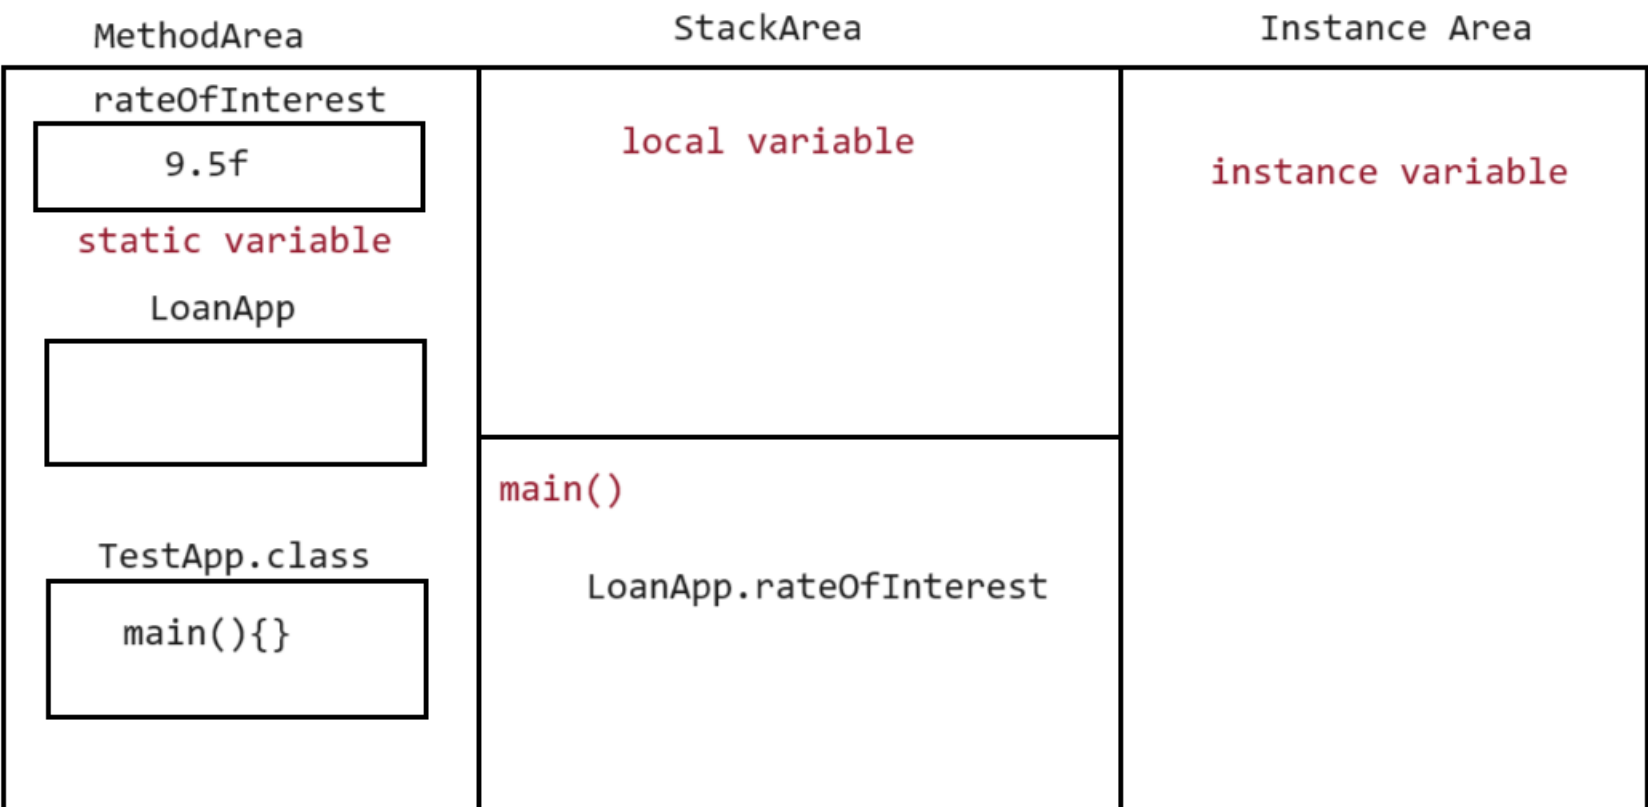 MethodArea
StackArea
Instance Area
rateOfInterest
9.5f
static variable
LoanApp
TestApp.class
main(){}
local variable
main()
LoanApp.rateOfInterest
instance variable